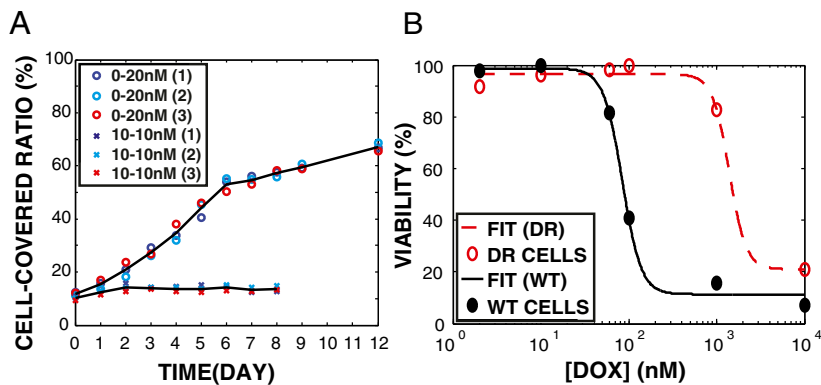 A
CELL-COVERED RATIO (%)
100
80
60
40
20
0
0-20nM (1)
0-20nM (2)
0-20nM (3)
10-10nM (1)
10-10nM (2)
10-10nM (3)
0 1 2 3 4 5 6 7 8 9 10 11 12
TIME(DAY)
B
VIABILITY (%)
100
80
60
40
20
0
FIT (DR)
DR CELLS
FIT (WT)
WT CELLS
10^0 10^1 10^2 10^3 10^4
[DOX] (nM)